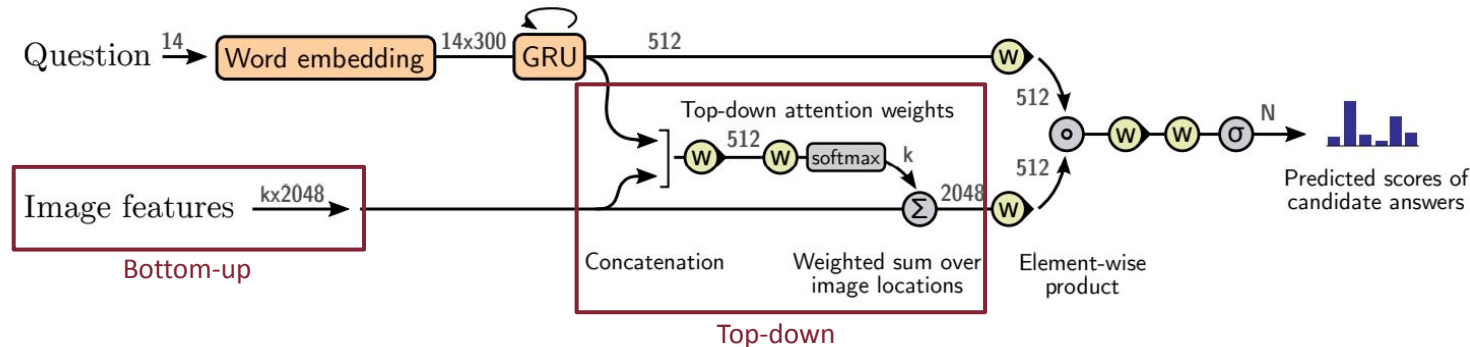 Question
14
Word embedding
14x300
GRU
512
W
512
Top-down attention weights
W
512
W
softmax
k
Σ
2048
W
512
W
W
σ
N
Image features
kx2048
Bottom-up
Concatenation
Weighted sum over
image locations
Element-wise
product
Predicted scores of
candidate answers
Top-down